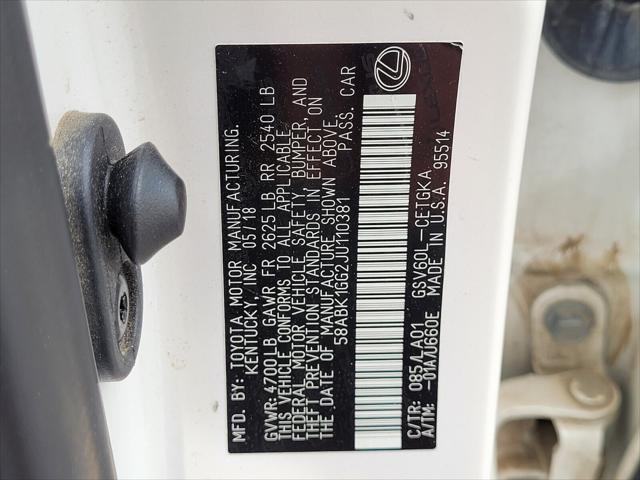 MFD. BY: TOYOTA MOTOR MANUFACTURING,
KENTUCKY, INC 05/18
GVWR: 4700LB GAWR FR 2625 LB RR 2540 LB
THIS VEHICLE CONFORMS TO ALL APPLICABLE
FEDERAL MOTOR VEHICLE SAFETY, BUMPER, AND
THEFT PREVENTION STANDARDS IN EFFECT ON
THE DATE OF MANUFACTURE SHOWN ABOVE.
58ABK1GG2JU110381 PASS. CAR
C/TR: 085/LA01 GSV60L-CETGKA
A/TM: -01A/U660E MADE IN U.S.A. 95514